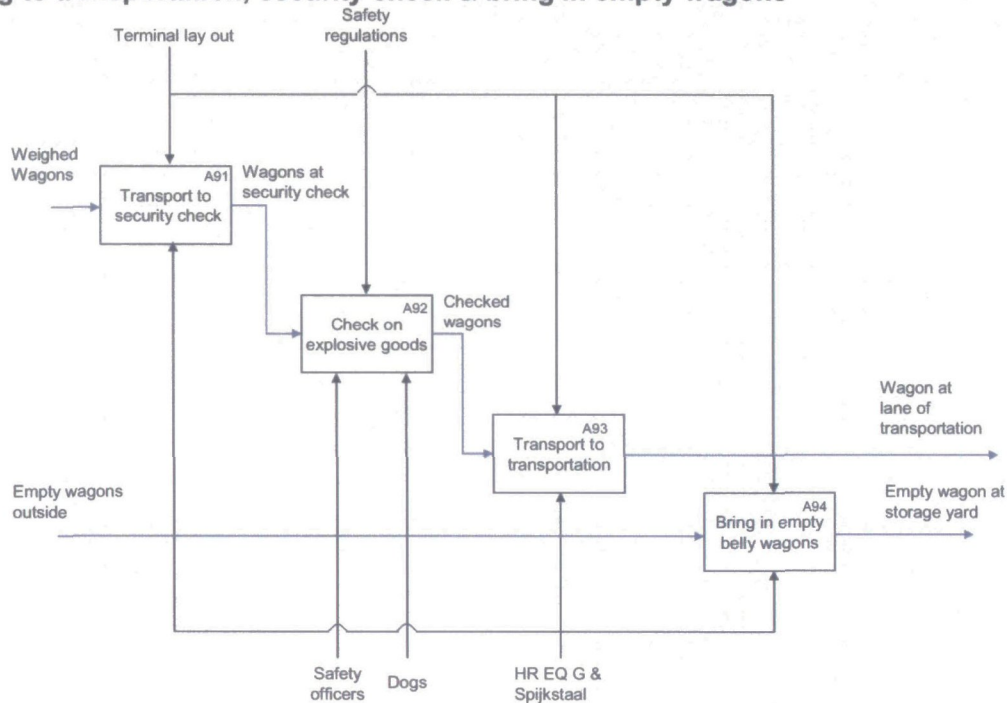 Safety
regulations
Terminal lay out
Weighed
Wagons
A91
Transport to
security check
Wagons at
security check
A92
Check on
explosive goods
Checked
wagons
A93
Transport to
transportation
Wagon at
lane of
transportation
Empty wagons
outside
A94
Bring in empty
belly wagons
Empty wagon at
storage yard
Safety
officers
Dogs
HR EQ G &
Spijkstaal